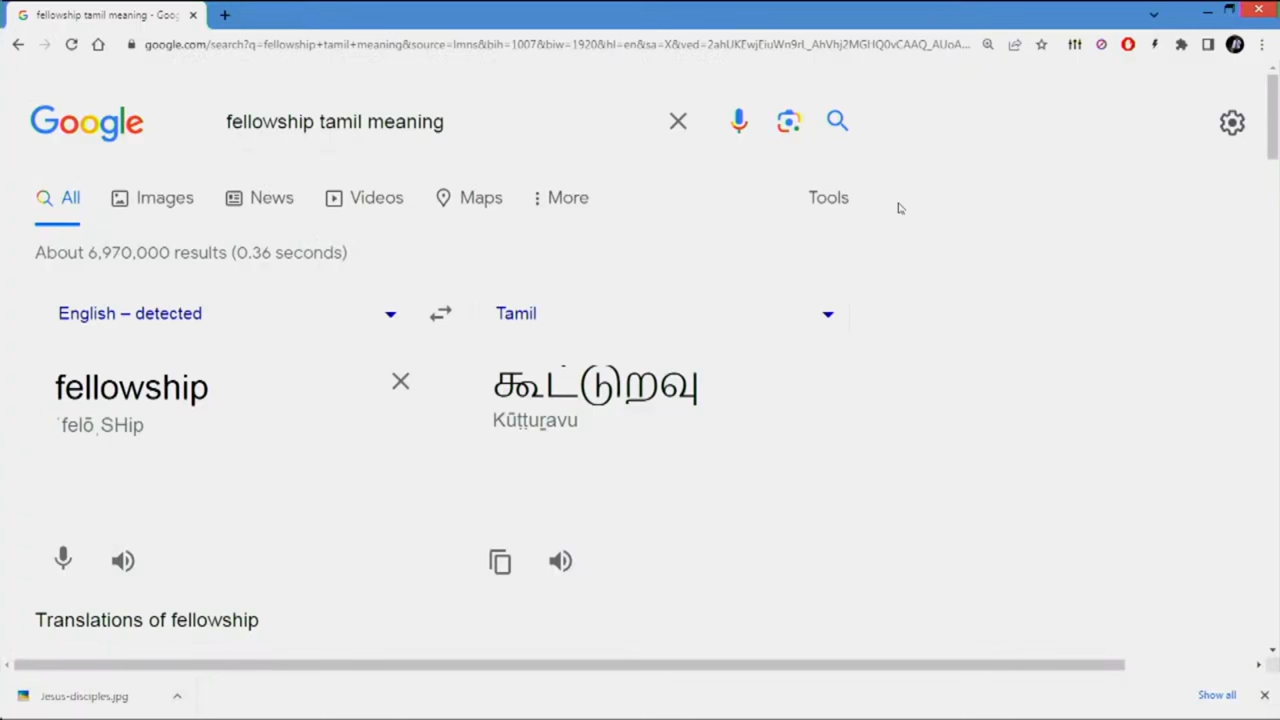 fellowship tamil meaning - Goo
google.com/search?q=fellowship+tamil+meaning&source=lmns&bih=1007&biw=1920&hl=en&sa=X&ved=
Google
fellowship tamil meaning
All Images News Videos Maps More Tools
About 6,970,000 results (0.36 seconds)
English – detected Tamil
fellowship கூட்டுறவு
ˈfelōˌSHip Kūṭṭuṟavu
Translations of fellowship
Jesus-disciples.jpg Show all